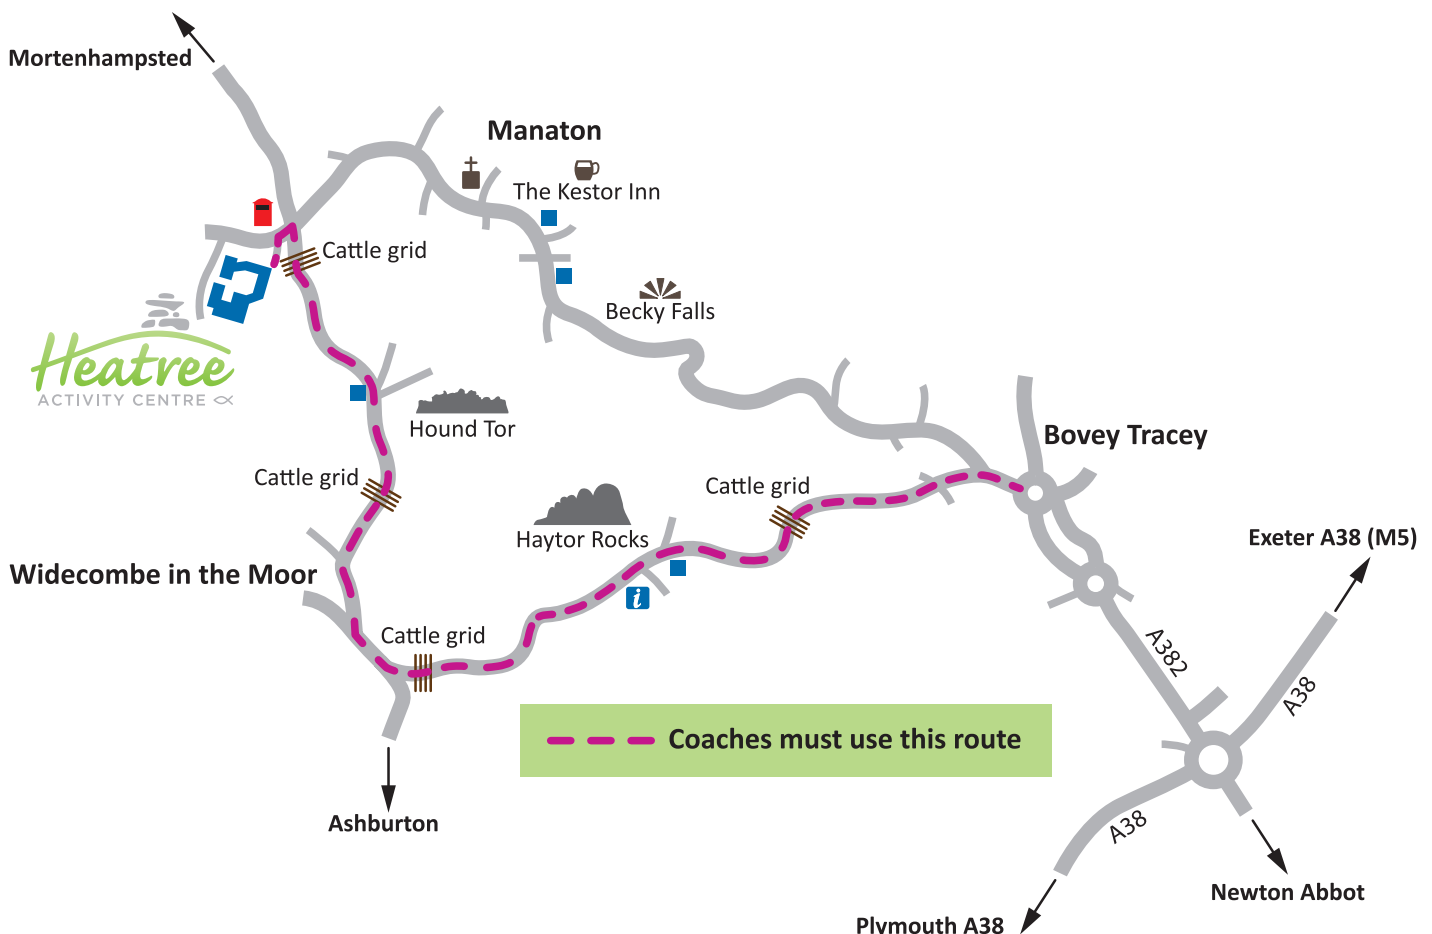 Mortenhampsted
Manaton
The Kestor Inn
Cattle grid
Becky Falls
Heatree
ACTIVITY CENTRE
Hound Tor
Bovey Tracey
Cattle grid
Cattle grid
Haytor Rocks
Exeter A38 (M5)
Widecombe in the Moor
i
Cattle grid
A382
A38
Coaches must use this route
Ashburton
A38
Newton Abbot
Plymouth A38